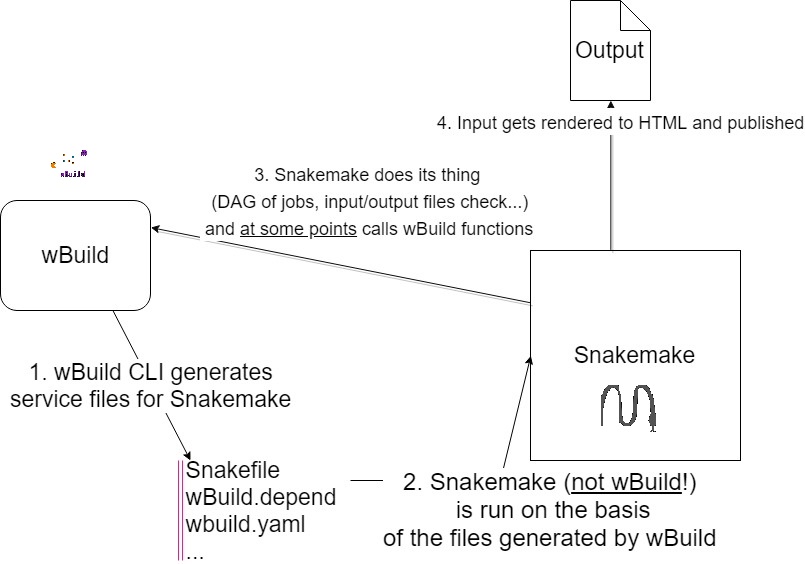 Output
4. Input gets rendered to HTML and published
wBuild
3. Snakemake does its thing
(DAG of jobs, input/output files check...)
and at some points calls wBuild functions
wBuild
Snakemake
1. wBuild CLI generates
service files for Snakemake
Snakefile
wBuild.depend
wbuild.yaml
...
2. Snakemake (not wBuild!)
is run on the basis
of the files generated by wBuild